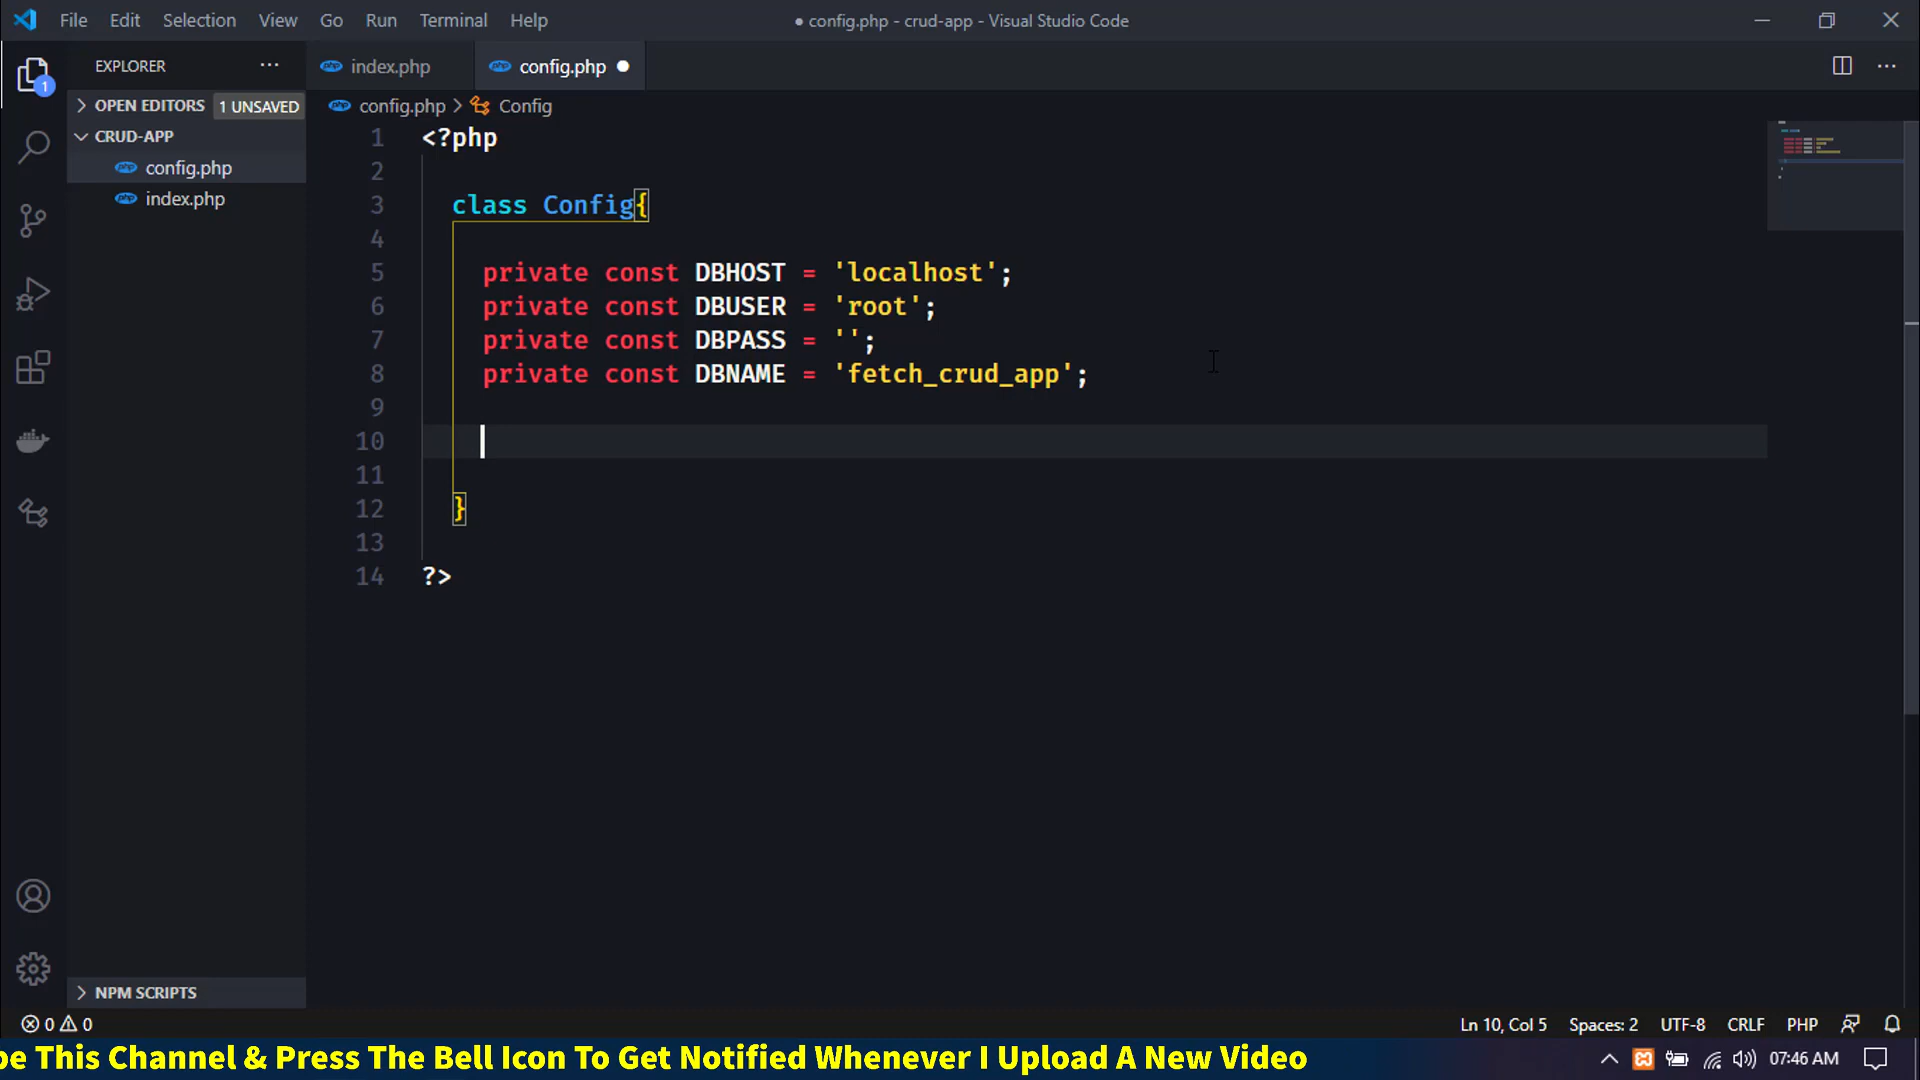 File Edit Selection View Go Run Terminal Help
● config.php - crud-app - Visual Studio Code
EXPLORER
index.php
config.php
1
OPEN EDITORS 1 UNSAVED
config.php > Config
CRUD-APP
config.php
index.php
1 <?php
2
3 class Config{
4
5 private const DBHOST = 'localhost';
6 private const DBUSER = 'root';
7 private const DBPASS = '';
8 private const DBNAME = 'fetch_crud_app';
9
10
11
12 }
13
14 ?>
NPM SCRIPTS
0 0
Ln 10, Col 5 Spaces: 2 UTF-8 CRLF PHP
be This Channel & Press The Bell Icon To Get Notified Whenever I Upload A New Video
07:46 AM